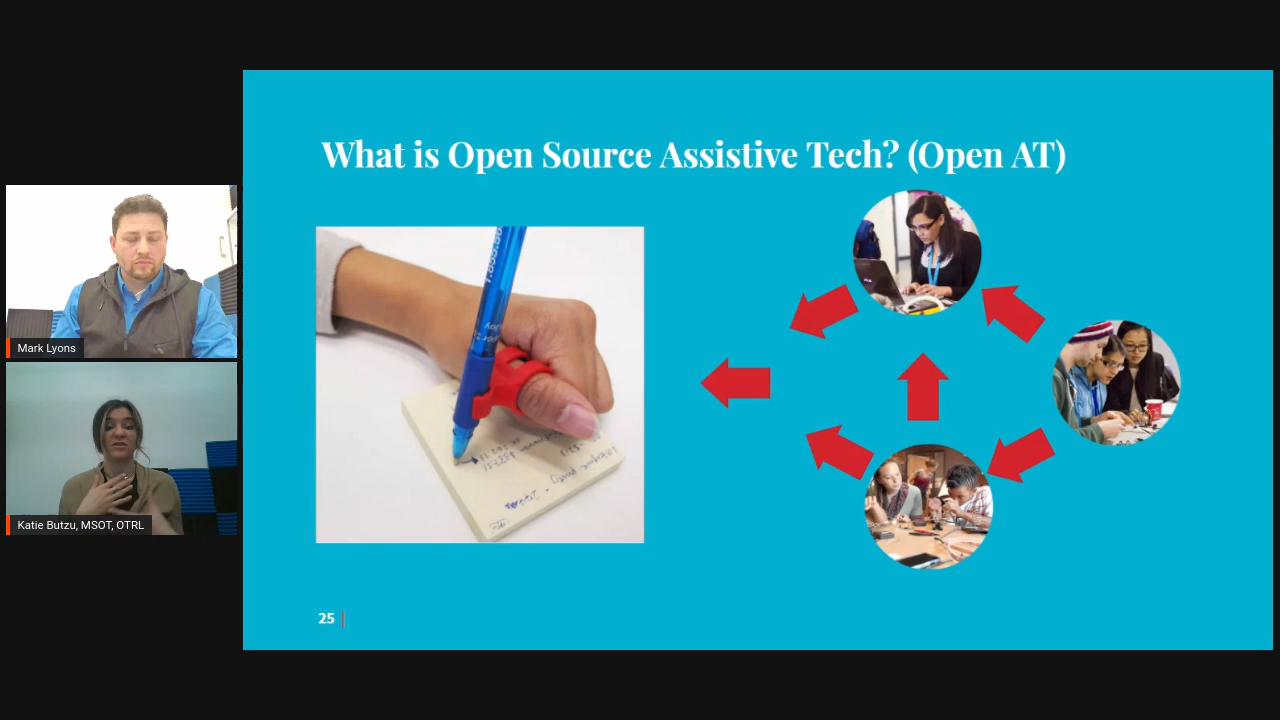 What is Open Source Assistive Tech? (Open AT)
Mark Lyons
Katie Butzu, MSOT, OTRL
25